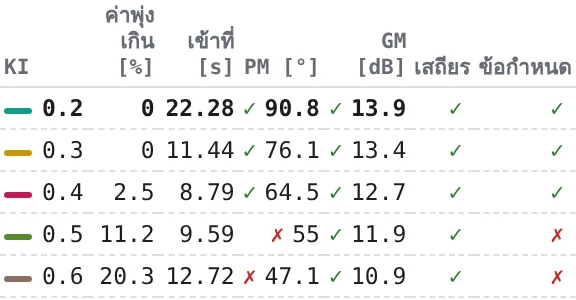 ค่าพุ่ง
เกิน เข้าที่ GM
KI [%] [s] PM [°] [dB] เสถียร ข้อกำหนด
0.2 0 22.28 ✓ 90.8 ✓ 13.9 ✓ ✓
0.3 0 11.44 ✓ 76.1 ✓ 13.4 ✓ ✓
0.4 2.5 8.79 ✓ 64.5 ✓ 12.7 ✓ ✓
0.5 11.2 9.59 ✗ 55 ✓ 11.9 ✓ ✗
0.6 20.3 12.72 ✗ 47.1 ✓ 10.9 ✓ ✗